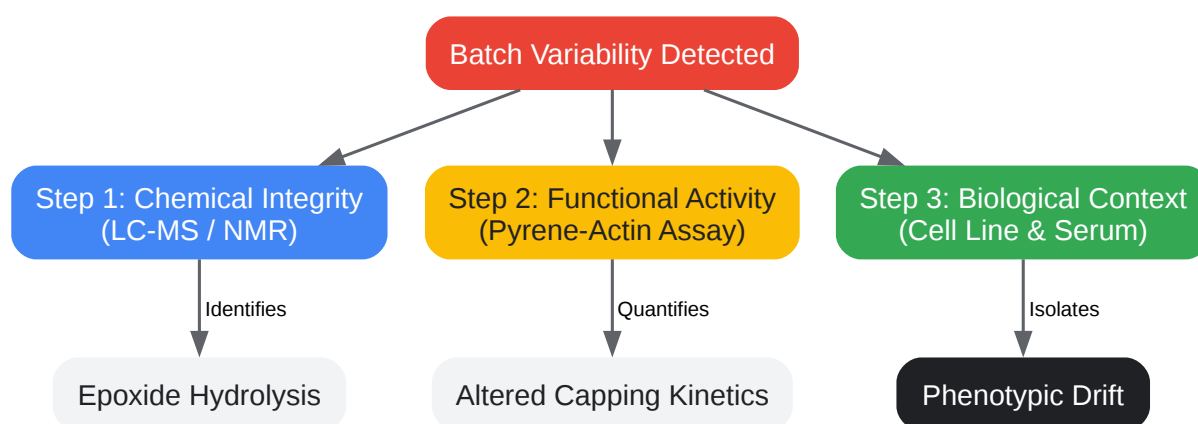 Batch Variability Detected
Step 1: Chemical Integrity
(LC-MS / NMR)
Step 2: Functional Activity
(Pyrene-Actin Assay)
Step 3: Biological Context
(Cell Line & Serum)
Identifies
Quantifies
Isolates
Epoxide Hydrolysis
Altered Capping Kinetics
Phenotypic Drift